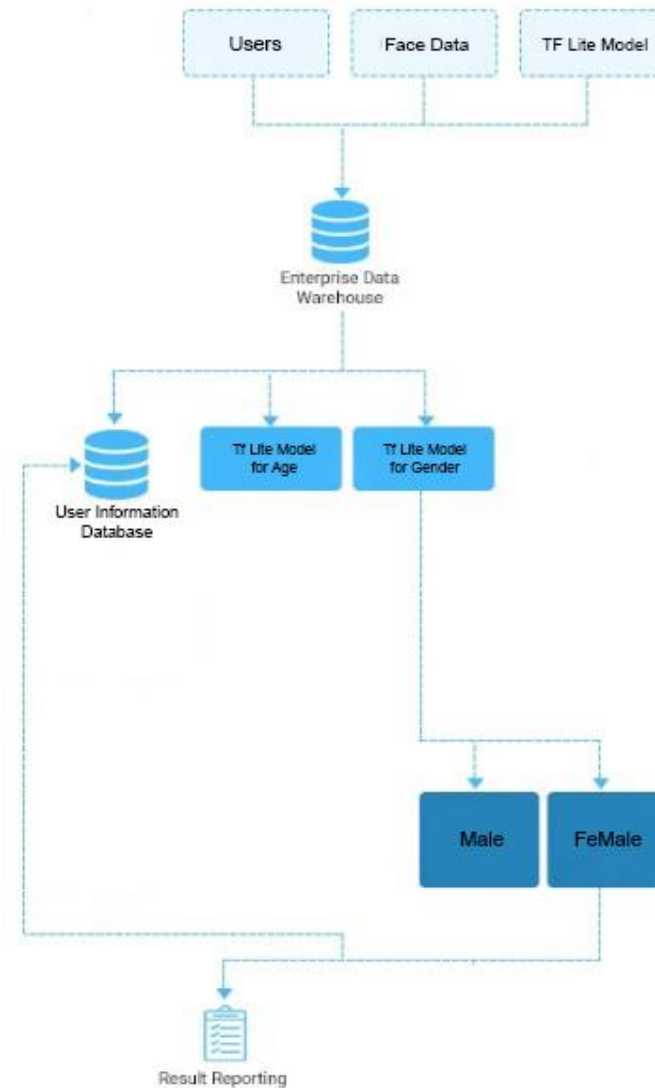 Users
Face Data
TF Lite Model
Enterprise Data
Warehouse
User Information
Database
Tf Lite Model
for Age
Tf Lite Model
for Gender
Male
FeMale
Result Reporting